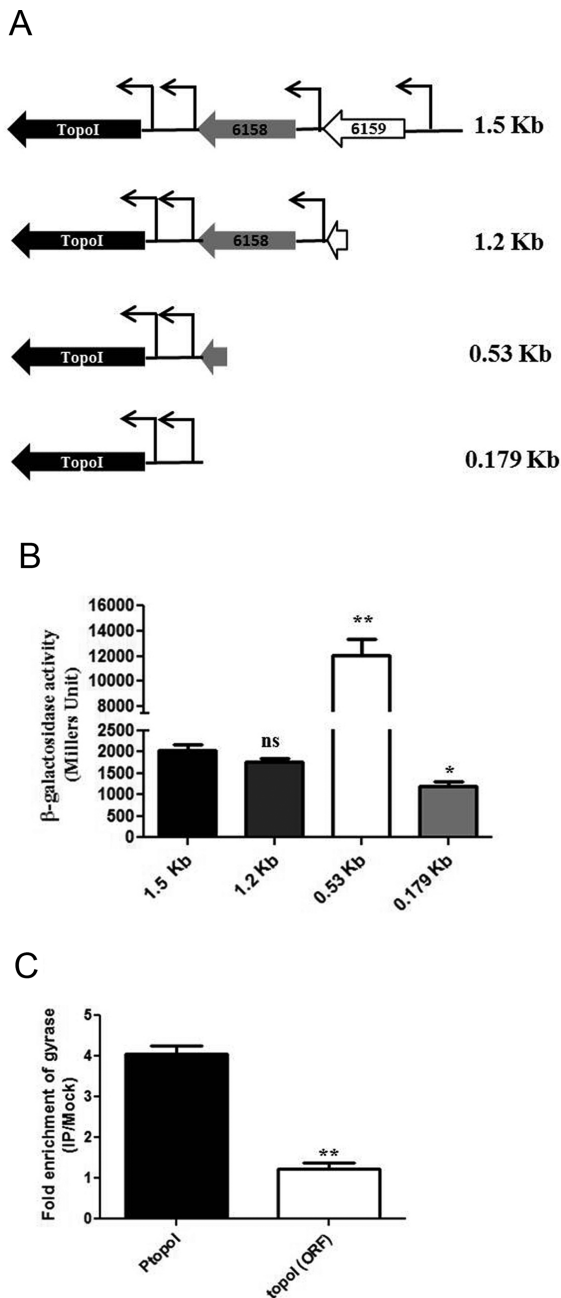 A
TopoI
6158
6159
1.5 Kb
TopoI
6158
1.2 Kb
TopoI
0.53 Kb
TopoI
0.179 Kb
B
β-galactosidase activity
(Millers Unit)
16000
14000
12000
10000
8000
2500
2000
1500
1000
500
0
ns
**
*
1.5 Kb
1.2 Kb
0.53 Kb
0.179 Kb
C
Fold enrichment of gyrase
(IP/Mock)
5
4
3
2
1
0
**
PtopoI
topoI (ORF)